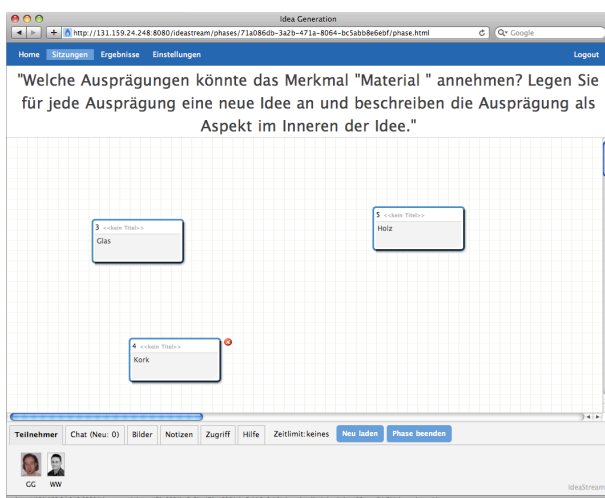 Idea Generation
http://131.159.24.248:8080/ideastream/phases/71a086db-3a2b-471a-8064-bc5abb8e6ebf/phase.html
Google
Home Sitzungen Ergebnisse Einstellungen Logout
"Welche Ausprägungen könnte das Merkmal "Material " annehmen? Legen Sie
für jede Ausprägung eine neue Idee an und beschreiben die Ausprägung als
Aspekt im Inneren der Idee."
5 <<kein Titel>>
Holz
3 <<kein Titel>>
Glas
4 <<kein Titel>>
Kork
Teilnehmer Chat (Neu: 0) Bilder Notizen Zugriff Hilfe Zeitlimit:keines Neu laden Phase beenden
GG WW
IdeaStream